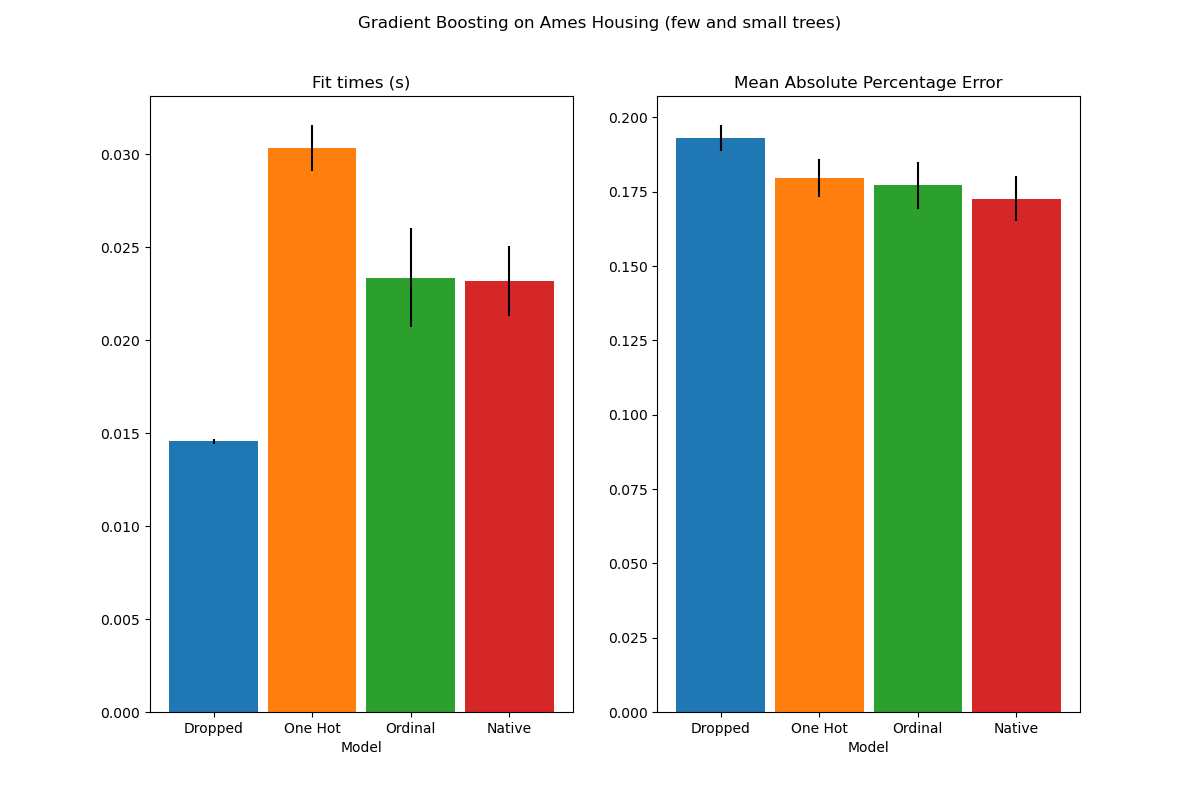 Gradient Boosting on Ames Housing (few and small trees)
Fit times (s)
0.030
0.025
0.020
0.015
0.010
0.005
0.000
Dropped One Hot Ordinal Native
Model
Mean Absolute Percentage Error
0.200
0.175
0.150
0.125
0.100
0.075
0.050
0.025
0.000
Dropped One Hot Ordinal Native
Model